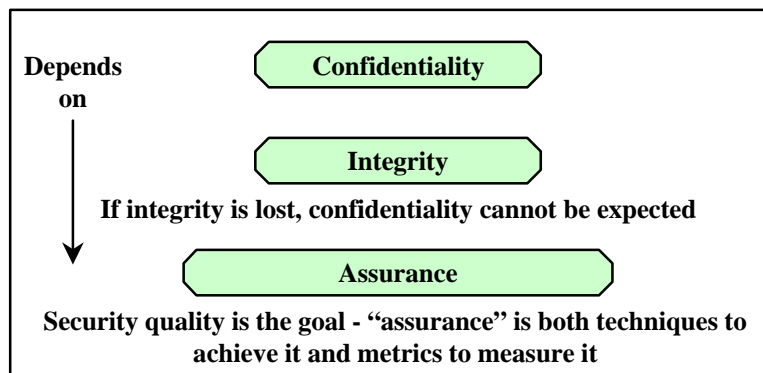 Depends
on
Confidentiality
Integrity
If integrity is lost, confidentiality cannot be expected
Assurance
Security quality is the goal - “assurance” is both techniques to
achieve it and metrics to measure it